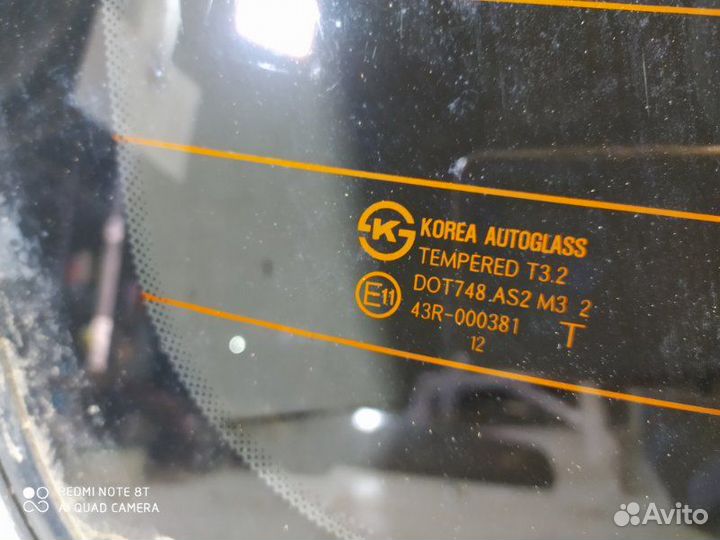 K
KOREA AUTOGLASS
TEMPERED T3.2
E11
DOT748 AS2 M3 2
43R-000381
T
12
REDMI NOTE 8T
AI QUAD CAMERA
Avito